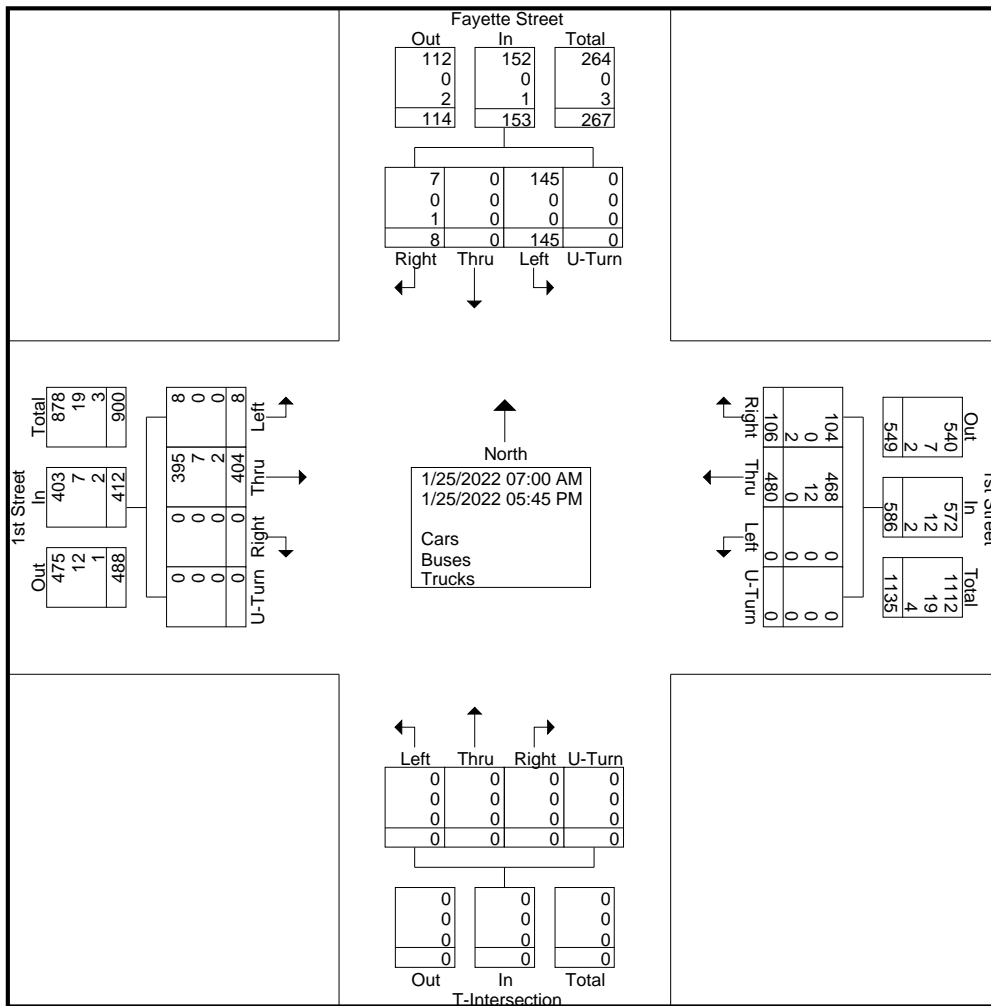 Fayette Street
Out In Total
112 152 264
0 0 0
2 1 3
114 153 267
7 0 145 0
0 0 0 0
1 0 0 0
8 0 145 0
Right Thru Left U-Turn
1st Street
Total In Out
878 403 475
19 7 12
3 2 1
900 412 488
8 395 0 0
0 7 0 0
0 2 0 0
8 404 0 0
Left Thru Right U-Turn
North
1/25/2022 07:00 AM
1/25/2022 05:45 PM
Cars
Buses
Trucks
1st Street
Out In Total
540 572 1112
7 12 19
2 2 4
549 586 1135
104 468 0 0
0 12 0 0
2 0 0 0
106 480 0 0
Right Thru Left U-Turn
Left Thru Right U-Turn
0 0 0 0
0 0 0 0
0 0 0 0
0 0 0 0
0 0 0
0 0 0
0 0 0
0 0 0
Out In Total
T-Intersection